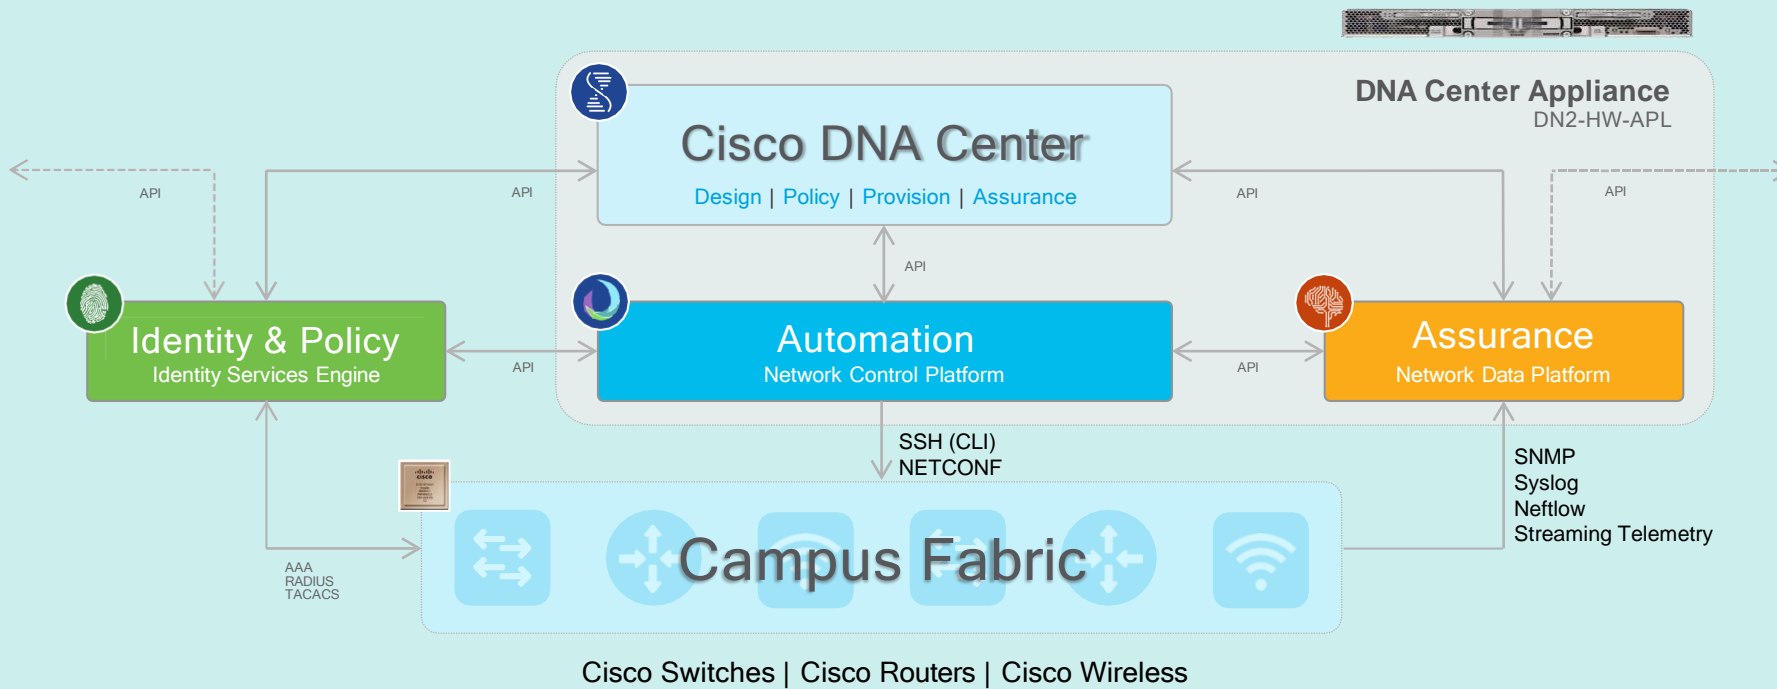 DNA Center Appliance
DN2-HW-APL
Cisco DNA Center
Design | Policy | Provision | Assurance
API
API
API
API
API
Identity & Policy
Identity Services Engine
Automation
Network Control Platform
Assurance
Network Data Platform
API
API
SSH (CLI)
NETCONF
SNMP
Syslog
Neftlow
Streaming Telemetry
CISCO
Campus Fabric
AAA
RADIUS
TACACS
Cisco Switches | Cisco Routers | Cisco Wireless